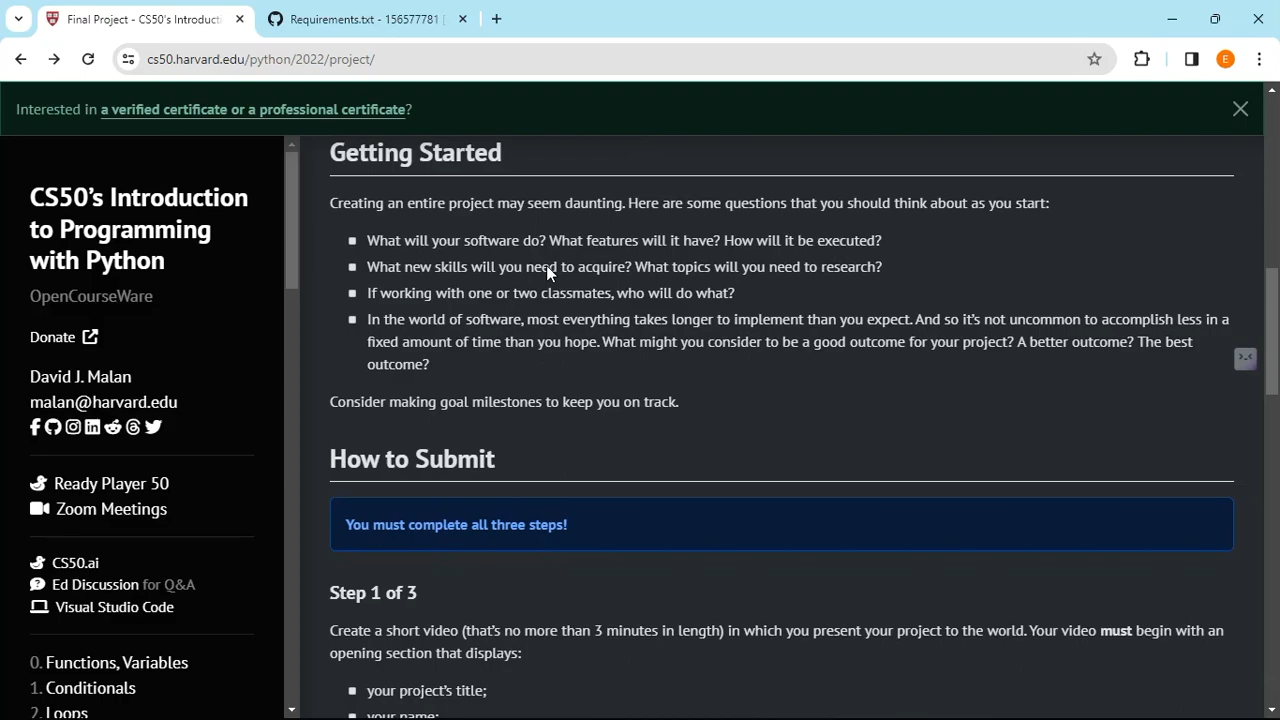 Final Project - CS50's Introducti
Requirements.txt - 156577781
cs50.harvard.edu/python/2022/project/
E
Interested in a verified certificate or a professional certificate?
CS50's Introduction
to Programming
with Python
OpenCourseWare
Donate
David J. Malan
malan@harvard.edu
Ready Player 50
Zoom Meetings
CS50.ai
Ed Discussion for Q&A
Visual Studio Code
0. Functions, Variables
1. Conditionals
2. Loops
Getting Started
Creating an entire project may seem daunting. Here are some questions that you should think about as you start:
What will your software do? What features will it have? How will it be executed?
What new skills will you need to acquire? What topics will you need to research?
If working with one or two classmates, who will do what?
In the world of software, most everything takes longer to implement than you expect. And so it's not uncommon to accomplish less in a
fixed amount of time than you hope. What might you consider to be a good outcome for your project? A better outcome? The best
outcome?
Consider making goal milestones to keep you on track.
How to Submit
You must complete all three steps!
Step 1 of 3
Create a short video (that's no more than 3 minutes in length) in which you present your project to the world. Your video must begin with an
opening section that displays:
your project's title;
your name;